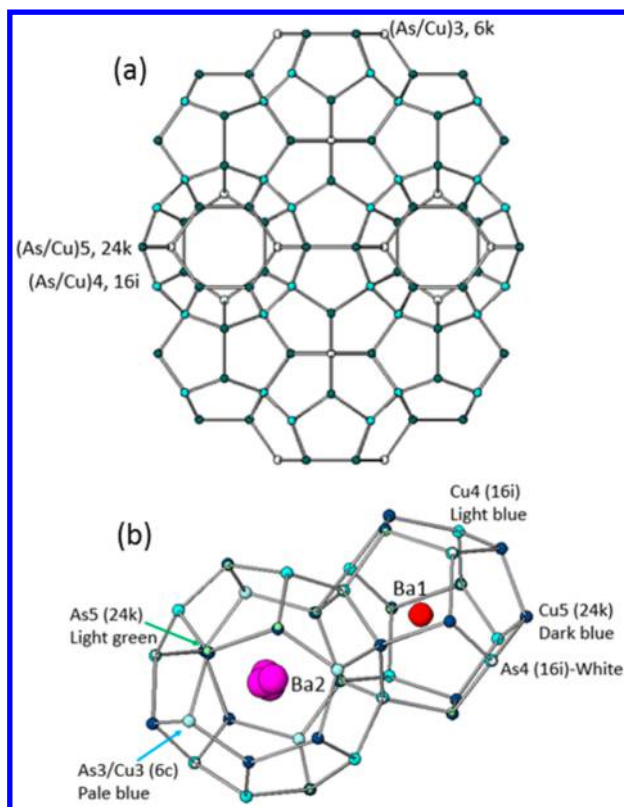 (As/Cu)3, 6k
(a)
(As/Cu)5, 24k
(As/Cu)4, 16i
(b)
Cu4 (16i)
Light blue
Ba1
As5 (24k)
Light green
Cu5 (24k)
Dark blue
Ba2
As4 (16i)-White
As3/Cu3 (6c)
Pale blue